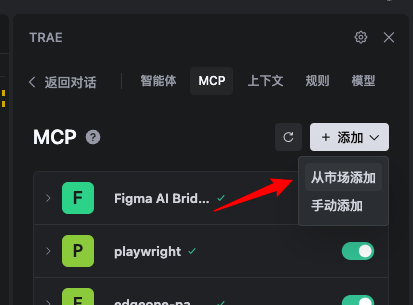 TRAE
返回对话 智能体 MCP 上下文 规则 模型
MCP ? + 添加
从市场添加
手动添加
F Figma AI Brid...
P playwright